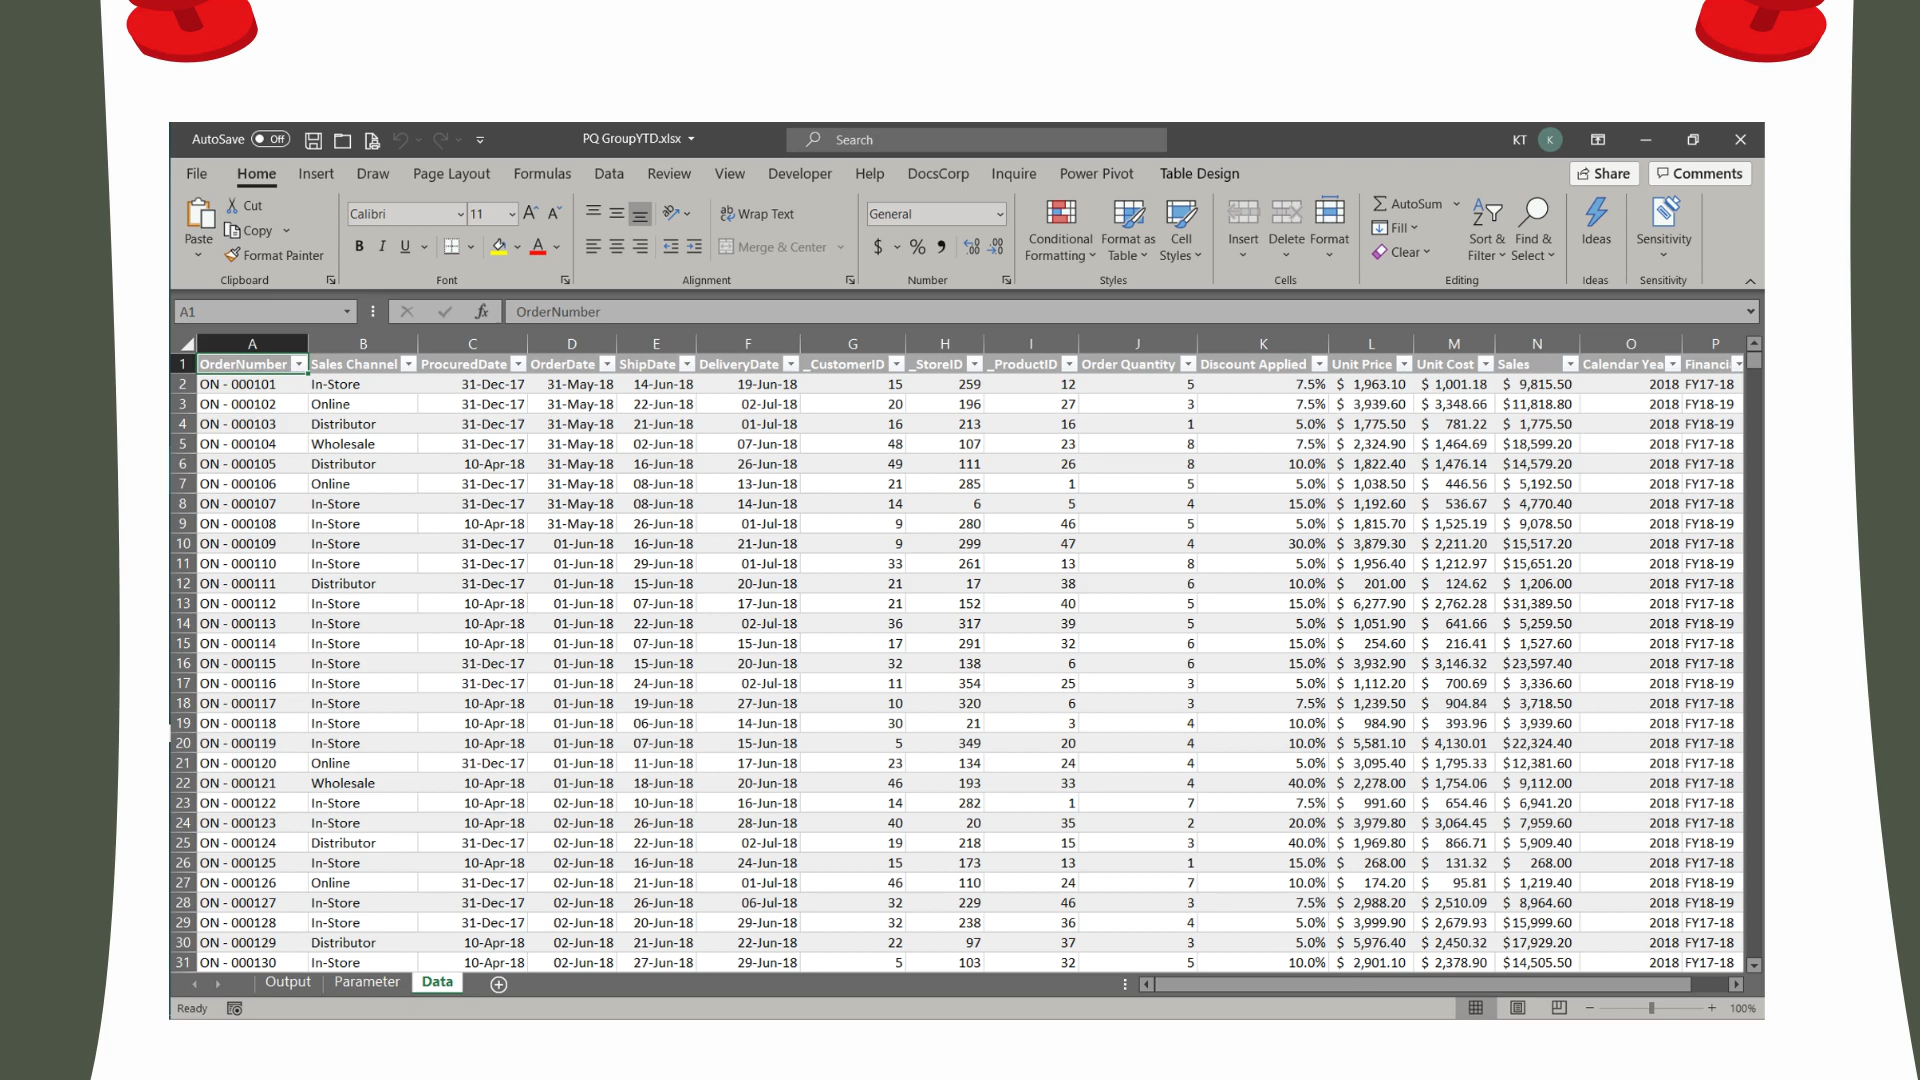 AutoSave Off PQ GroupYTD.xlsx Search KT K
File Home Insert Draw Page Layout Formulas Data Review View Developer Help DocsCorp Inquire Power Pivot Table Design Share Comments
Paste Cut Copy Format Painter Clipboard
Calibri 11 B I U A Font
Wrap Text Merge & Center Alignment
General $ % Number
Conditional Formatting Format as Table Cell Styles Styles
Insert Delete Format Cells
AutoSum Fill Clear Sort & Filter Find & Select Editing
Ideas Ideas
Sensitivity Sensitivity
A1 fx OrderNumber
A B C D E F G H I J K L M N O P
1 OrderNumber Sales Channel ProcuredDate OrderDate ShipDate DeliveryDate _CustomerID _StoreID _ProductID Order Quantity Discount Applied Unit Price Unit Cost Sales Calendar Yea Financi
2 ON - 000101 In-Store 31-Dec-17 31-May-18 14-Jun-18 19-Jun-18 15 259 12 5 7.5% $ 1,963.10 $ 1,001.18 $ 9,815.50 2018 FY17-18
3 ON - 000102 Online 31-Dec-17 31-May-18 22-Jun-18 02-Jul-18 20 196 27 3 7.5% $ 3,939.60 $ 3,348.66 $11,818.80 2018 FY18-19
4 ON - 000103 Distributor 31-Dec-17 31-May-18 21-Jun-18 01-Jul-18 16 213 16 1 5.0% $ 1,775.50 $ 781.22 $ 1,775.50 2018 FY18-19
5 ON - 000104 Wholesale 31-Dec-17 31-May-18 02-Jun-18 07-Jun-18 48 107 23 8 7.5% $ 2,324.90 $ 1,464.69 $18,599.20 2018 FY17-18
6 ON - 000105 Distributor 10-Apr-18 31-May-18 16-Jun-18 26-Jun-18 49 111 26 8 10.0% $ 1,822.40 $ 1,476.14 $14,579.20 2018 FY17-18
7 ON - 000106 Online 31-Dec-17 31-May-18 08-Jun-18 13-Jun-18 21 285 1 5 5.0% $ 1,038.50 $ 446.56 $ 5,192.50 2018 FY17-18
8 ON - 000107 In-Store 31-Dec-17 31-May-18 08-Jun-18 14-Jun-18 14 6 5 4 15.0% $ 1,192.60 $ 536.67 $ 4,770.40 2018 FY17-18
9 ON - 000108 In-Store 10-Apr-18 31-May-18 26-Jun-18 01-Jul-18 9 280 46 5 5.0% $ 1,815.70 $ 1,525.19 $ 9,078.50 2018 FY18-19
10 ON - 000109 In-Store 31-Dec-17 01-Jun-18 16-Jun-18 21-Jun-18 9 299 47 4 30.0% $ 3,879.30 $ 2,211.20 $15,517.20 2018 FY17-18
11 ON - 000110 In-Store 31-Dec-17 01-Jun-18 29-Jun-18 01-Jul-18 33 261 13 8 5.0% $ 1,956.40 $ 1,212.97 $15,651.20 2018 FY18-19
12 ON - 000111 Distributor 31-Dec-17 01-Jun-18 15-Jun-18 20-Jun-18 21 17 38 6 10.0% $ 201.00 $ 124.62 $ 1,206.00 2018 FY17-18
13 ON - 000112 In-Store 10-Apr-18 01-Jun-18 07-Jun-18 17-Jun-18 21 152 40 5 15.0% $ 6,277.90 $ 2,762.28 $31,389.50 2018 FY17-18
14 ON - 000113 In-Store 10-Apr-18 01-Jun-18 22-Jun-18 02-Jul-18 36 317 39 5 5.0% $ 1,051.90 $ 641.66 $ 5,259.50 2018 FY18-19
15 ON - 000114 In-Store 10-Apr-18 01-Jun-18 07-Jun-18 15-Jun-18 17 291 32 6 15.0% $ 254.60 $ 216.41 $ 1,527.60 2018 FY17-18
16 ON - 000115 In-Store 31-Dec-17 01-Jun-18 15-Jun-18 20-Jun-18 32 138 6 6 15.0% $ 3,932.90 $ 3,146.32 $23,597.40 2018 FY17-18
17 ON - 000116 In-Store 31-Dec-17 01-Jun-18 24-Jun-18 02-Jul-18 11 354 25 3 5.0% $ 1,112.20 $ 700.69 $ 3,336.60 2018 FY18-19
18 ON - 000117 In-Store 10-Apr-18 01-Jun-18 19-Jun-18 27-Jun-18 10 320 6 3 7.5% $ 1,239.50 $ 904.84 $ 3,718.50 2018 FY17-18
19 ON - 000118 In-Store 10-Apr-18 01-Jun-18 06-Jun-18 14-Jun-18 30 21 3 4 10.0% $ 984.90 $ 393.96 $ 3,939.60 2018 FY17-18
20 ON - 000119 In-Store 10-Apr-18 01-Jun-18 07-Jun-18 15-Jun-18 5 349 20 4 10.0% $ 5,581.10 $ 4,130.01 $22,324.40 2018 FY17-18
21 ON - 000120 Online 31-Dec-17 01-Jun-18 11-Jun-18 17-Jun-18 23 134 24 4 5.0% $ 3,095.40 $ 1,795.33 $12,381.60 2018 FY17-18
22 ON - 000121 Wholesale 10-Apr-18 01-Jun-18 18-Jun-18 20-Jun-18 46 193 33 4 40.0% $ 2,278.00 $ 1,754.06 $ 9,112.00 2018 FY17-18
23 ON - 000122 In-Store 10-Apr-18 02-Jun-18 10-Jun-18 16-Jun-18 14 282 1 7 7.5% $ 991.60 $ 654.46 $ 6,941.20 2018 FY17-18
24 ON - 000123 In-Store 10-Apr-18 02-Jun-18 26-Jun-18 28-Jun-18 40 20 35 2 20.0% $ 3,979.80 $ 3,064.45 $ 7,959.60 2018 FY17-18
25 ON - 000124 Distributor 31-Dec-17 02-Jun-18 22-Jun-18 02-Jul-18 19 218 15 3 40.0% $ 1,969.80 $ 866.71 $ 5,909.40 2018 FY18-19
26 ON - 000125 In-Store 10-Apr-18 02-Jun-18 16-Jun-18 24-Jun-18 15 173 13 1 15.0% $ 268.00 $ 131.32 $ 268.00 2018 FY17-18
27 ON - 000126 Online 31-Dec-17 02-Jun-18 21-Jun-18 01-Jul-18 46 110 24 7 10.0% $ 174.20 $ 95.81 $ 1,219.40 2018 FY18-19
28 ON - 000127 In-Store 31-Dec-17 02-Jun-18 26-Jun-18 06-Jul-18 32 229 46 3 7.5% $ 2,988.20 $ 2,510.09 $ 8,964.60 2018 FY18-19
29 ON - 000128 In-Store 31-Dec-17 02-Jun-18 20-Jun-18 29-Jun-18 32 238 36 4 5.0% $ 3,999.90 $ 2,679.93 $15,999.60 2018 FY17-18
30 ON - 000129 Distributor 10-Apr-18 02-Jun-18 21-Jun-18 22-Jun-18 22 97 37 3 5.0% $ 5,976.40 $ 2,450.32 $17,929.20 2018 FY17-18
31 ON - 000130 In-Store 10-Apr-18 02-Jun-18 27-Jun-18 29-Jun-18 5 103 32 5 10.0% $ 2,901.10 $ 2,378.90 $14,505.50 2018 FY17-18
Output Parameter Data
Ready 100%